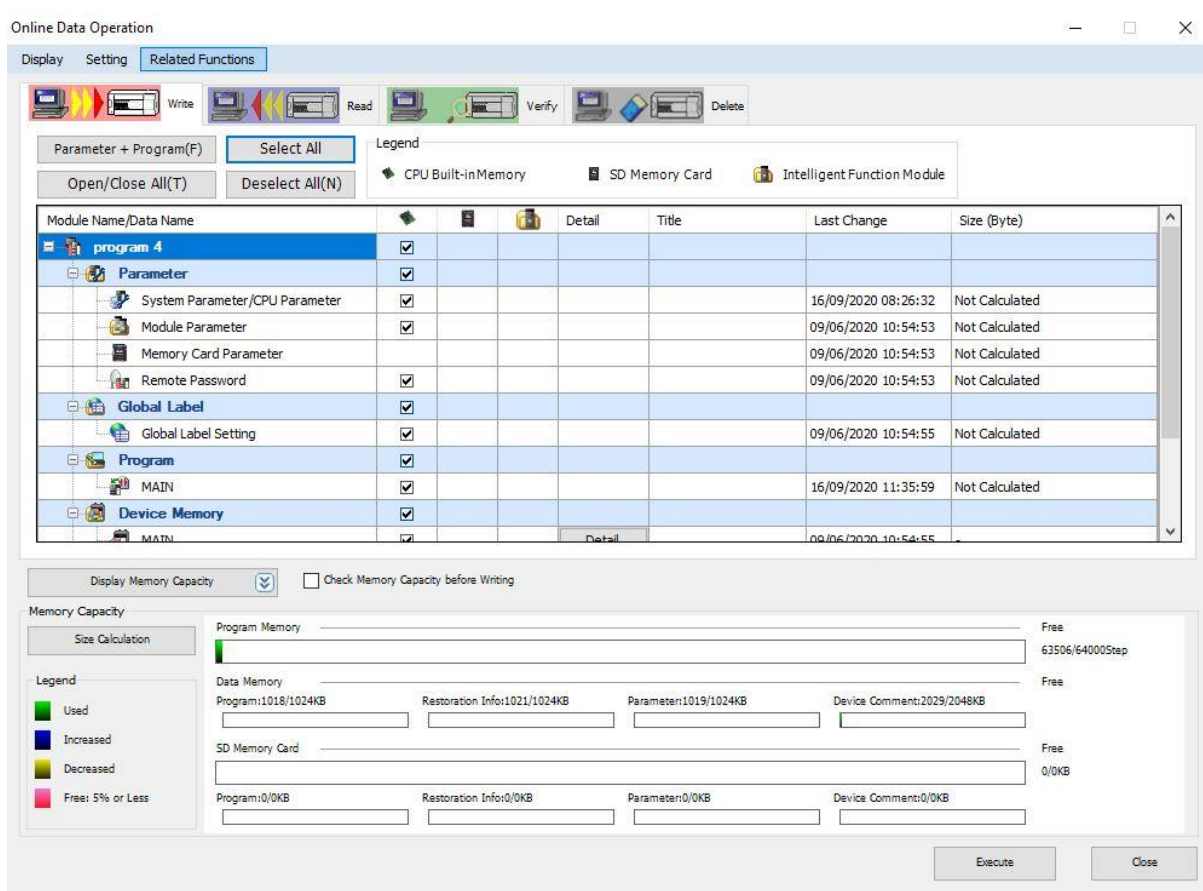 Online Data Operation
Display Setting Related Functions
Write Read Verify Delete
Parameter + Program(F) Select All Legend
CPU Built-inMemory SD Memory Card Intelligent Function Module
Open/Close All(T) Deselect All(N)
Module Name/Data Name Detail Title Last Change Size (Byte)
program 4
Parameter
System Parameter/CPU Parameter 16/09/2020 08:26:32 Not Calculated
Module Parameter 09/06/2020 10:54:53 Not Calculated
Memory Card Parameter 09/06/2020 10:54:53 Not Calculated
Remote Password 09/06/2020 10:54:53 Not Calculated
Global Label
Global Label Setting 09/06/2020 10:54:55 Not Calculated
Program
MAIN 16/09/2020 11:35:59 Not Calculated
Device Memory
MAIN Detail 09/06/2020 10:54:55 -
Display Memory Capacity Check Memory Capacity before Writing
Memory Capacity
Size Calculation Program Memory Free
63506/64000Step
Legend Data Memory Free
Used Program:1018/1024KB Restoration Info:1021/1024KB Parameter:1019/1024KB Device Comment:2029/2048KB
Increased SD Memory Card Free
Decreased 0/0KB
Free: 5% or Less Program:0/0KB Restoration Info:0/0KB Parameter:0/0KB Device Comment:0/0KB
Execute Close